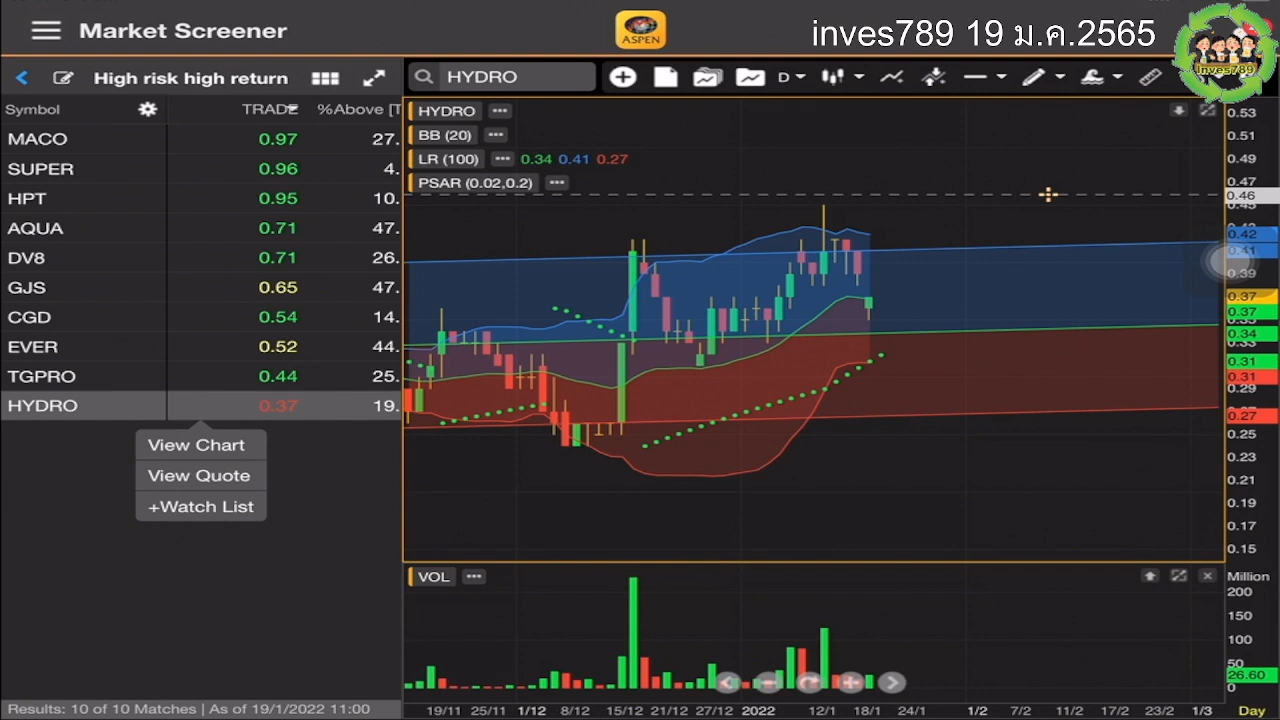 Market Screener
ASPEN
inves789 19 ม.ค.2565
Inves789
High risk high return
HYDRO
D
Symbol TRADE %Above [T
MACO 0.97 27.
SUPER 0.96 4.
HPT 0.95 10.
AQUA 0.71 47.
DV8 0.71 26.
GJS 0.65 47.
CGD 0.54 14.
EVER 0.52 44.
TGPRO 0.44 25.
HYDRO 0.37 19.
View Chart
View Quote
+Watch List
Results: 10 of 10 Matches | As of 19/1/2022 11:00
HYDRO
BB (20)
LR (100) 0.34 0.41 0.27
PSAR (0.02,0.2)
0.53
0.51
0.49
0.47
0.46
0.45
0.42
0.41
0.39
0.37
0.37
0.34
0.33
0.31
0.31
0.29
0.27
0.25
0.23
0.21
0.19
0.17
0.15
VOL
Million
200
150
100
50
26.60
0
19/11 25/11 1/12 8/12 15/12 21/12 27/12 2022 12/1 18/1 24/1 1/2 7/2 11/2 17/2 23/2 1/3 Day